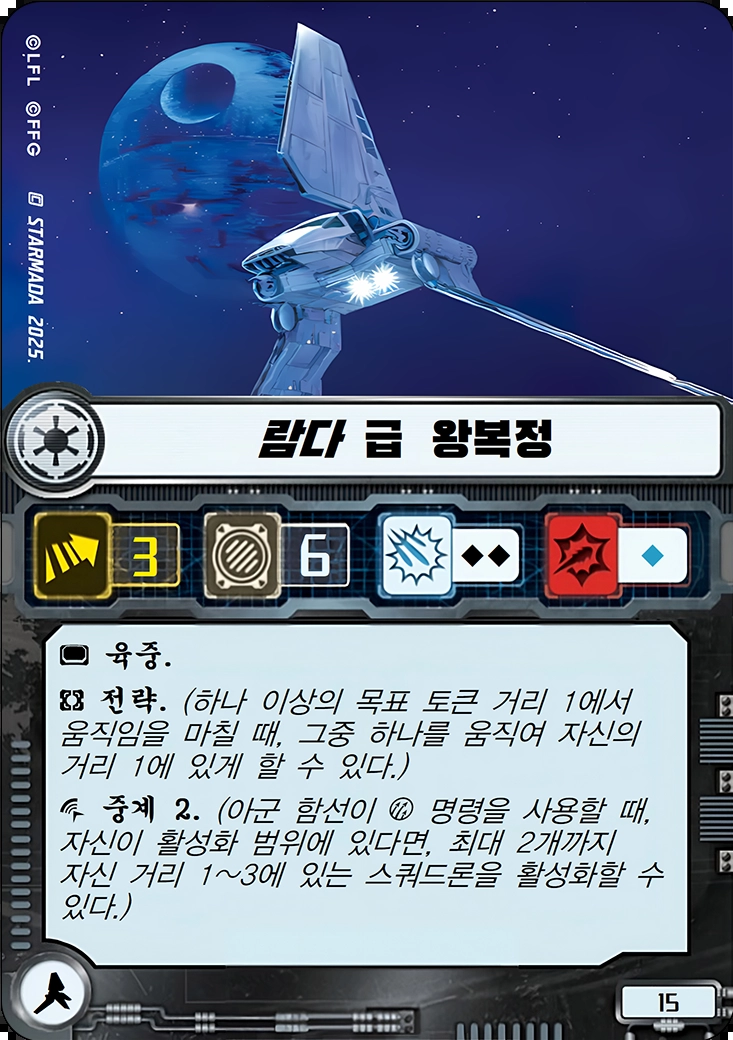 ©LFL ©FFG
STARMADA 2025.
람다 급 왕복정
3
6
육중.
전략. (하나 이상의 목표 토큰 거리 1에서
움직임을 마칠 때, 그중 하나를 움직여 자신의
거리 1에 있게 할 수 있다.)
중계 2. (아군 함선이 명령을 사용할 때,
자신이 활성화 범위에 있다면, 최대 2개까지
자신 거리 1~3에 있는 스쿼드론을 활성화할 수
있다.)
15